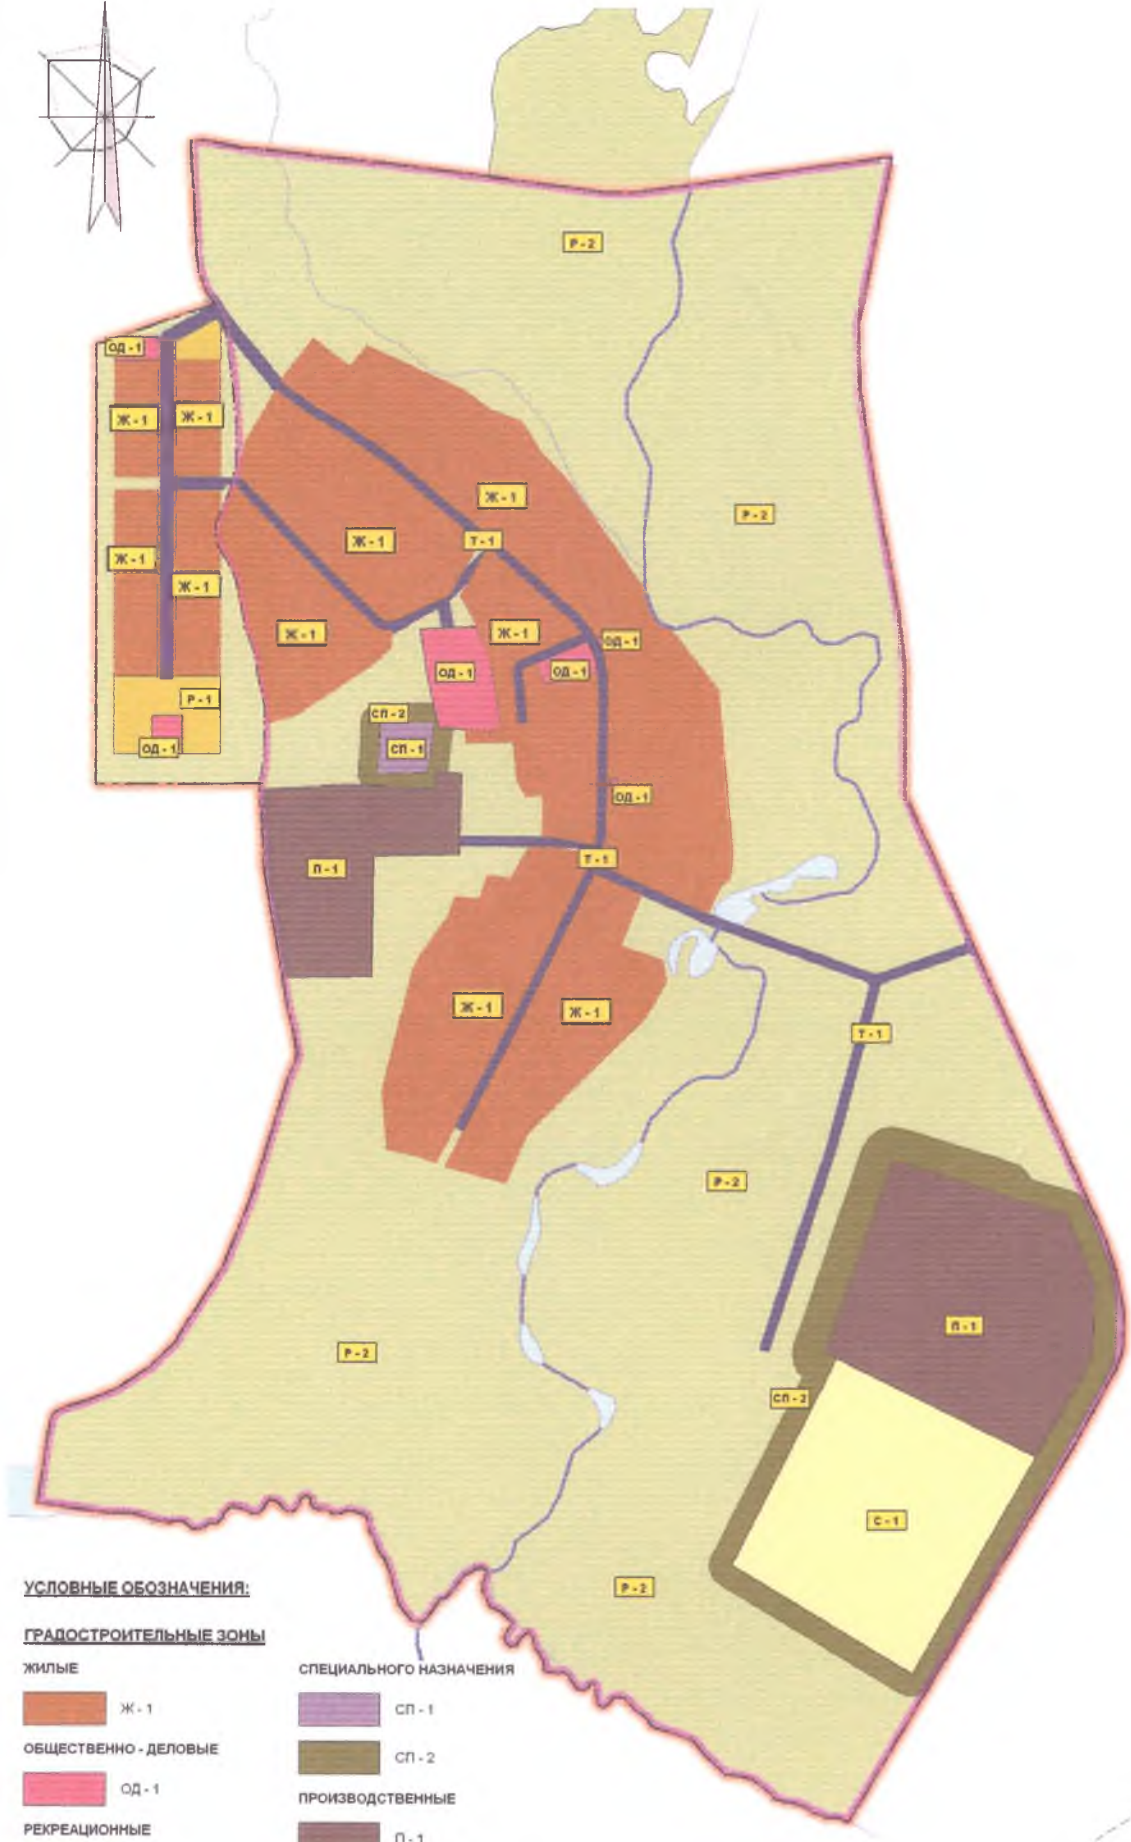 Р - 2
ОД - 1
Ж - 1
Ж - 1
Ж - 1
Р - 2
Ж - 1
Т - 1
Ж - 1
Ж - 1
Ж - 1
Ж - 1
ОД - 1
ОД - 1
ОД - 1
Р - 1
СП - 2
ОД - 1
СП - 1
ОД - 1
Т - 1
П - 1
Ж - 1
Ж - 1
Т - 1
Р - 2
П - 1
Р - 2
СП - 2
С - 1
Р - 2
УСЛОВНЫЕ ОБОЗНАЧЕНИЯ:
ГРАДОСТРОИТЕЛЬНЫЕ ЗОНЫ
ЖИЛЫЕ
Ж - 1
ОБЩЕСТВЕННО - ДЕЛОВЫЕ
ОД - 1
РЕКРЕАЦИОННЫЕ
СПЕЦИАЛЬНОГО НАЗНАЧЕНИЯ
СП - 1
СП - 2
ПРОИЗВОДСТВЕННЫЕ
П - 1